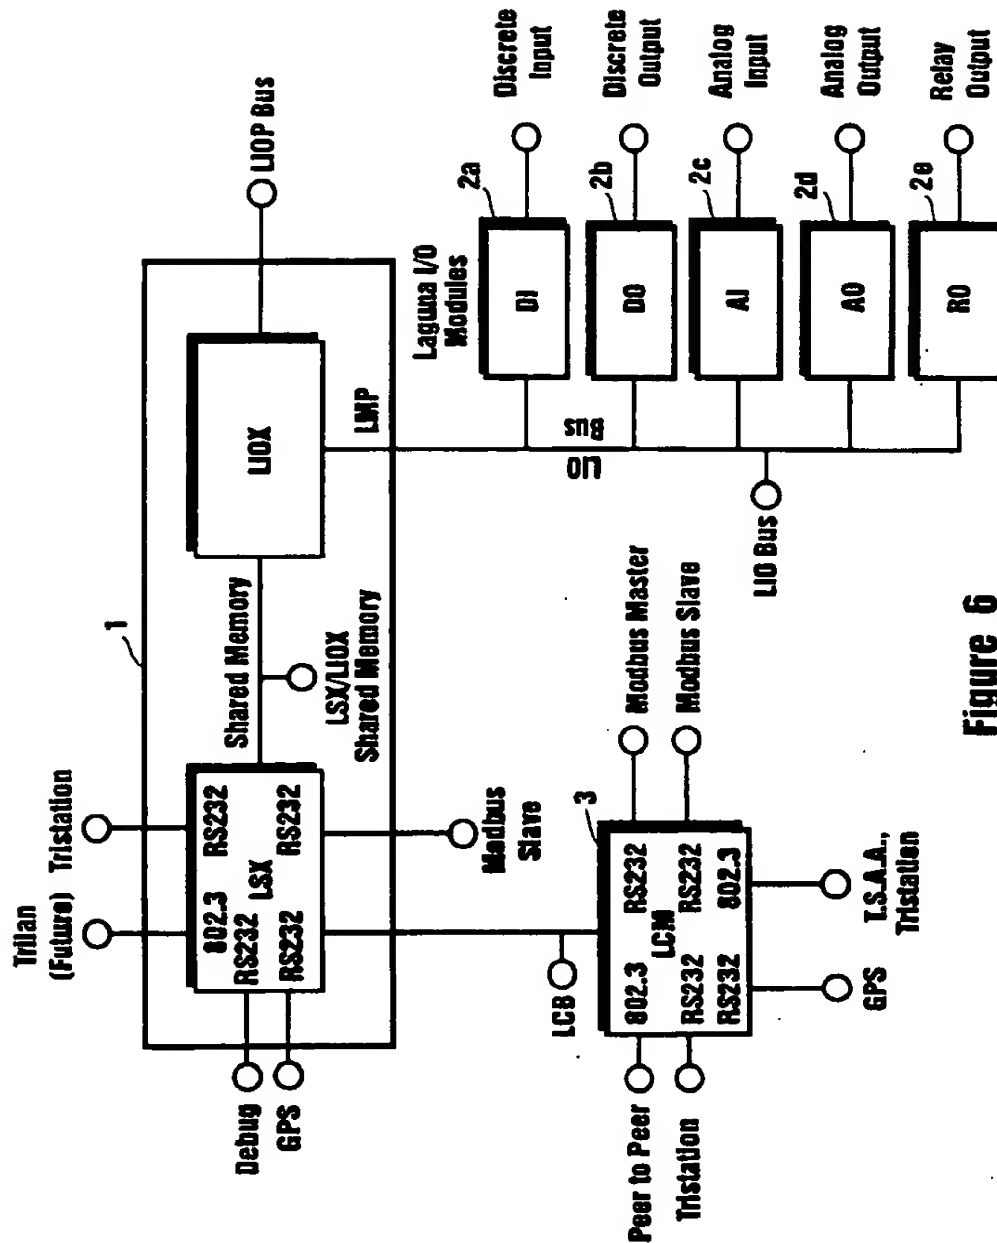 Trilan
(Future)
Tristation
1
Shared Memory
LSX/LIOX
Shared Memory
802.3
RS232
RS232
LSX
RS232
RS232
LIOX
LMP
LIOP Bus
Debug
GPS
Modbus
Slave
LCB
3
802.3
RS232
LCM
RS232
RS232
RS232
802.3
Peer to Peer
Tristation
GPS
T.S.A.A.,
Tristation
Modbus Master
Modbus Slave
LIO Bus
LIO
Bus
Laguna I/O
Modules
DI
2a
Discrete
Input
DO
2b
Discrete
Output
AI
2c
Analog
Input
AO
2d
Analog
Output
RO
2e
Relay
Output
Figure 6